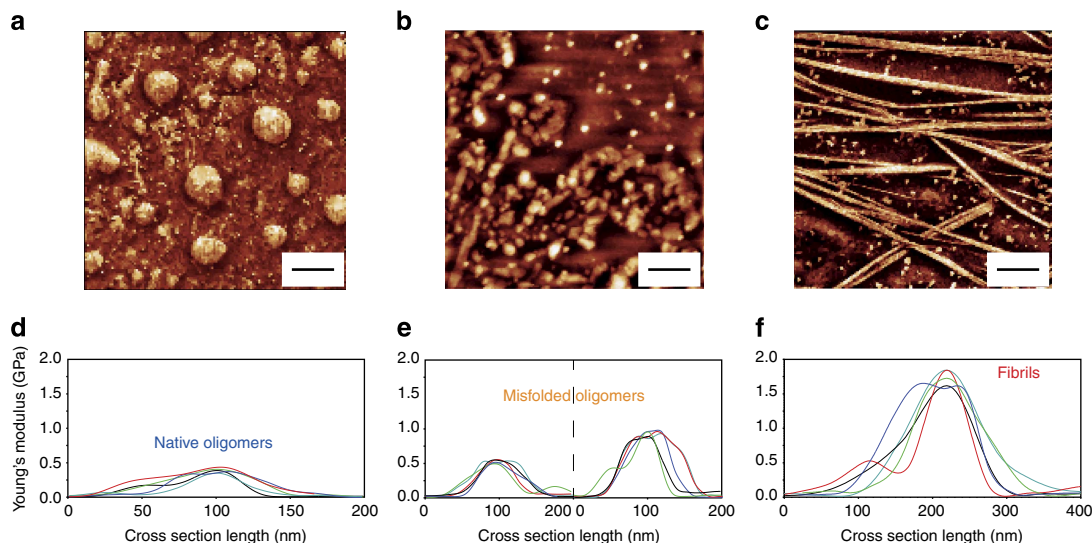 a
b
c
d
e
f
Young's modulus (GPa)
2.0
1.5
1.0
0.5
0.0
Native oligomers
0
50
100
150
200
Cross section length (nm)
2.0
1.5
1.0
0.5
0.0
Misfolded oligomers
0
100
200
0
100
200
Cross section length (nm)
2.0
1.5
1.0
0.5
0.0
Fibrils
0
100
200
300
400
Cross section length (nm)